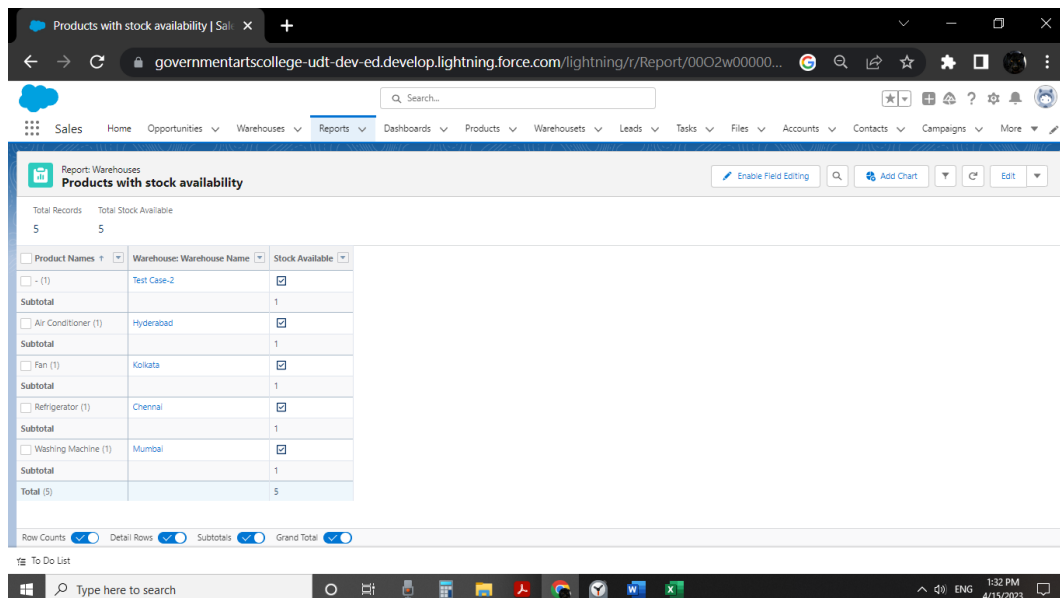 Products with stock availability | Sale
governmentartscollege-udt-dev-ed.develop.lightning.force.com/lightning/r/Report/00O2w00000...
Search...
Sales Home Opportunities Warehouses Reports Dashboards Products Warehousets Leads Tasks Files Accounts Contacts Campaigns More
Report: Warehouses
Products with stock availability
Enable Field Editing Add Chart Edit
Total Records Total Stock Available
5 5
Product Names ↑ Warehouse: Warehouse Name Stock Available
- (1) Test Case-2
Subtotal 1
Air Conditioner (1) Hyderabad
Subtotal 1
Fan (1) Kolkata
Subtotal 1
Refrigerator (1) Chennai
Subtotal 1
Washing Machine (1) Mumbai
Subtotal 1
Total (5) 5
Row Counts Detail Rows Subtotals Grand Total
To Do List
Type here to search ENG 1:32 PM
4/15/2023